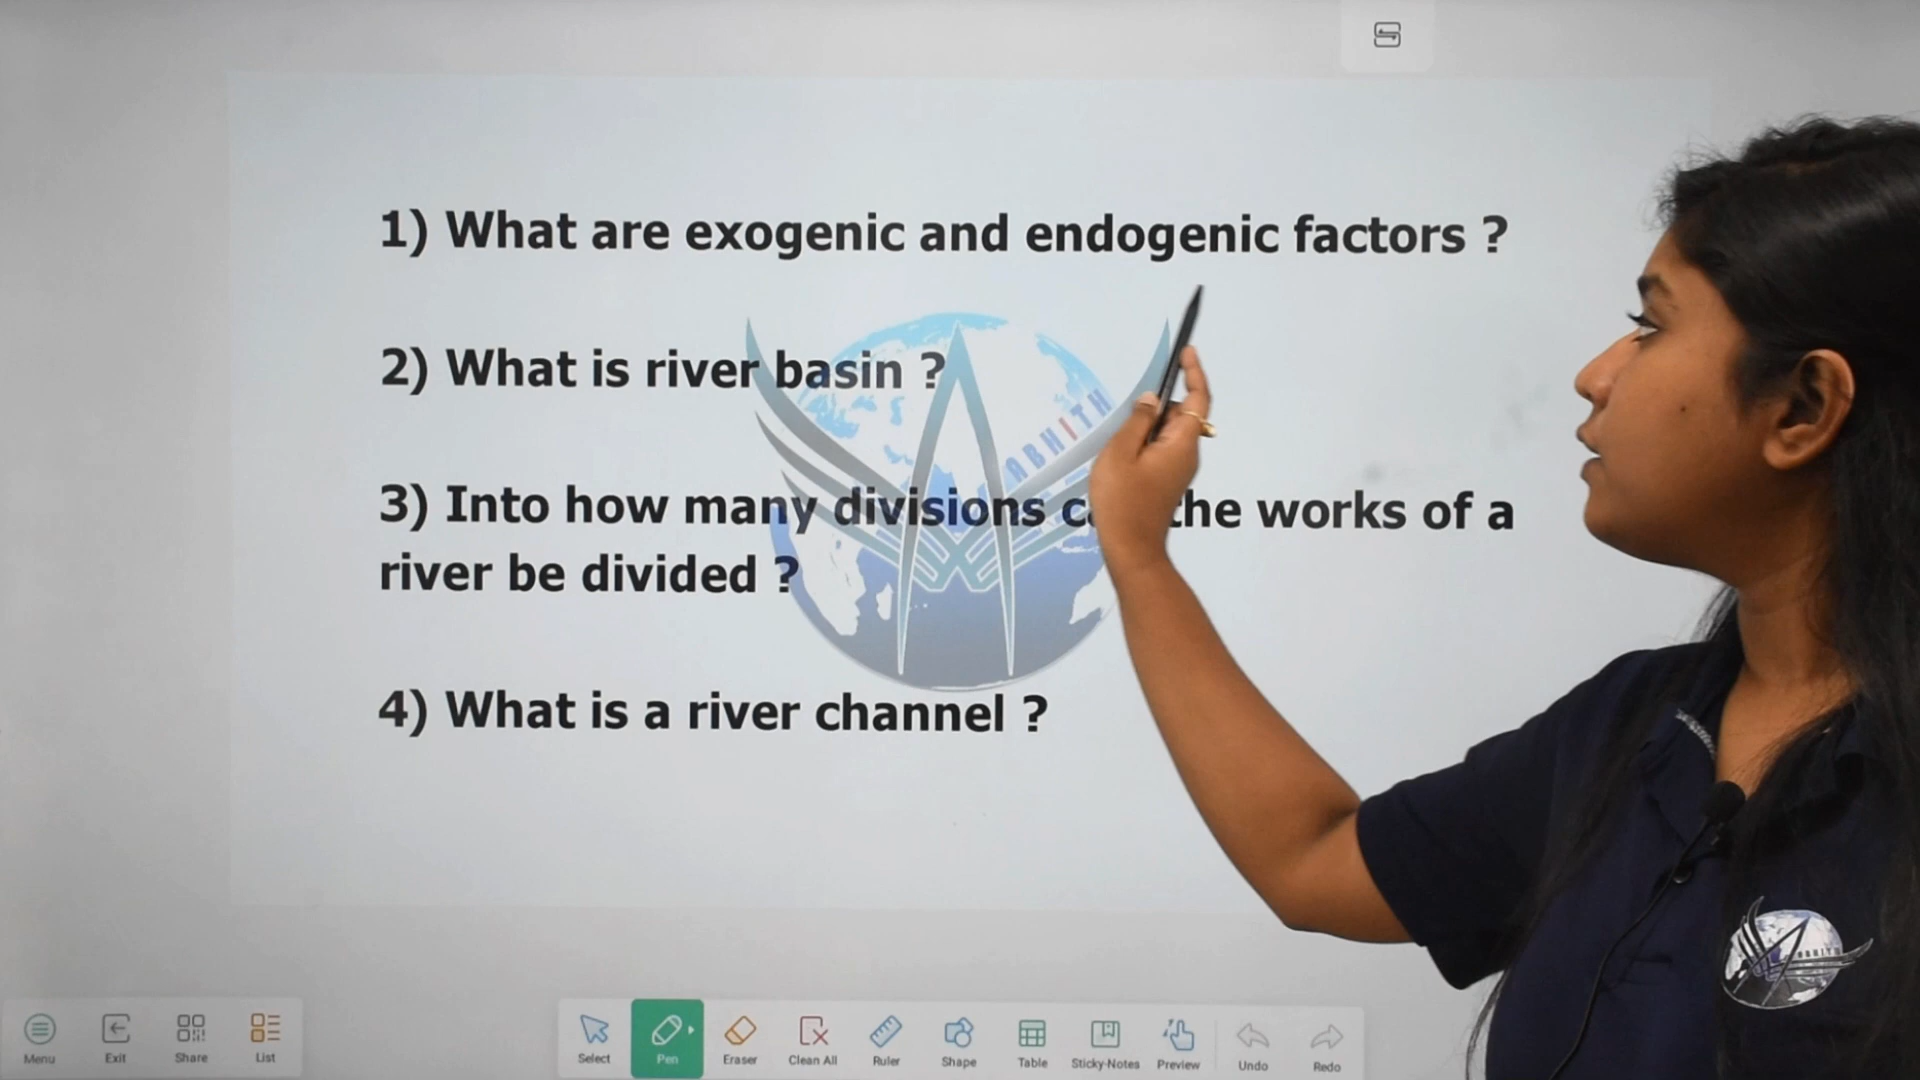 1) What are exogenic and endogenic factors ?
2) What is river basin ?
ABHITH
3) Into how many divisions the works of a
river be divided ?
4) What is a river channel ?
ABHITH
Menu
Exit
Share
List
Select
Pen
Eraser
Clean All
Ruler
Shape
Table
Sticky-Notes
Preview
Undo
Redo